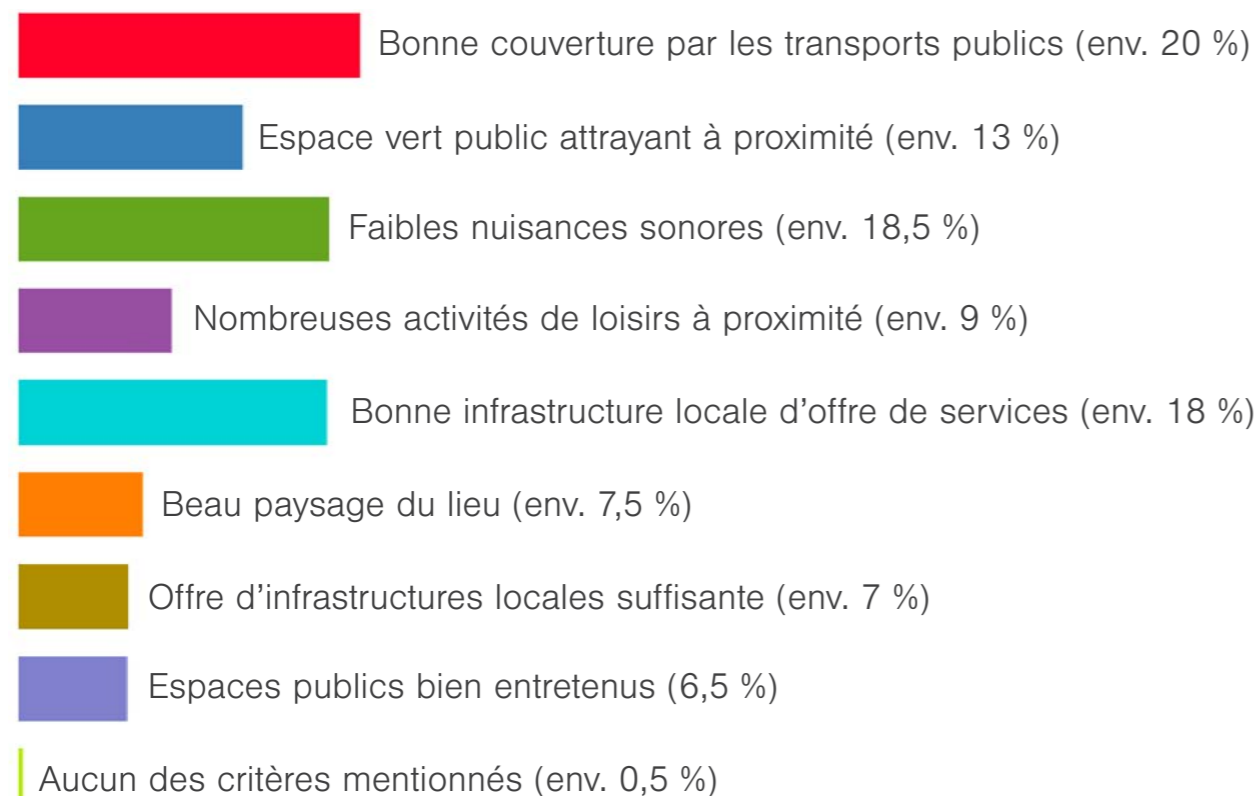 Bonne couverture par les transports publics (env. 20 %)
Espace vert public attrayant à proximité (env. 13 %)
Faibles nuisances sonores (env. 18,5 %)
Nombreuses activités de loisirs à proximité (env. 9 %)
Bonne infrastructure locale d’offre de services (env. 18 %)
Beau paysage du lieu (env. 7,5 %)
Offre d’infrastructures locales suffisante (env. 7 %)
Espaces publics bien entretenus (6,5 %)
Aucun des critères mentionnés (env. 0,5 %)